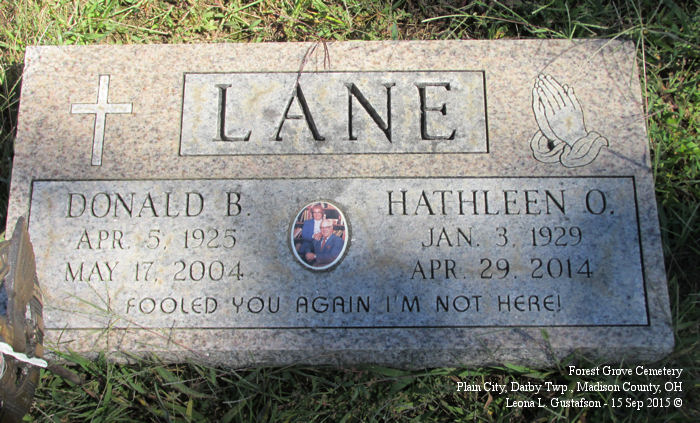 LANE
DONALD B.
APR. 5, 1925
MAY 17, 2004
HATHLEEN O.
JAN. 3, 1929
APR. 29, 2014
FOOLED YOU AGAIN I'M NOT HERE!
Forest Grove Cemetery
Plain City, Darby Twp., Madison County, OH
Leona L. Gustafson - 15 Sep 2015 ©